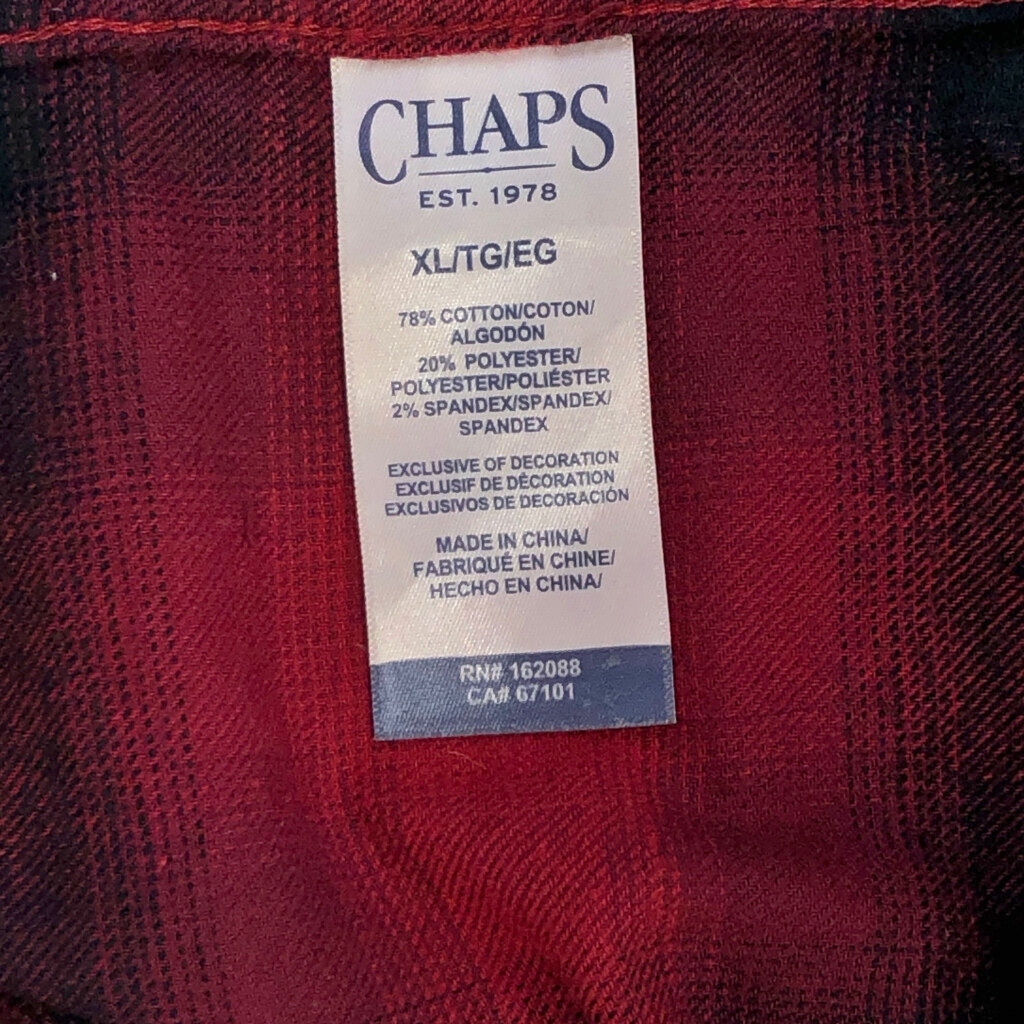 CHAPS
EST. 1978
XL/TG/EG
78% COTTON/COTON/
ALGODÓN
20% POLYESTER/
POLYESTER/POLIÉSTER
2% SPANDEX/SPANDEX/
SPANDEX
EXCLUSIVE OF DECORATION
EXCLUSIF DE DÉCORATION
EXCLUSIVOS DE DECORACIÓN
MADE IN CHINA/
FABRIQUÉ EN CHINE/
HECHO EN CHINA/
RN# 162088
CA# 67101